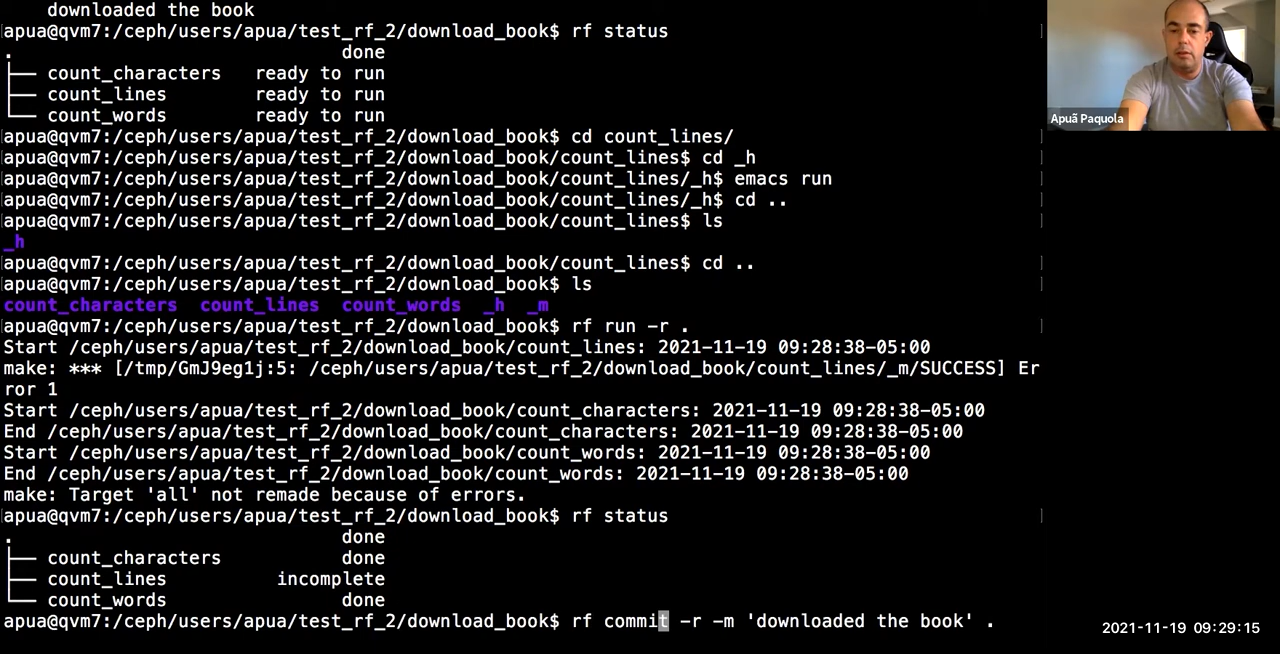 downloaded the book
apua@qvm7:/ceph/users/apua/test_rf_2/download_book$ rf status
. done
├── count_characters ready to run
├── count_lines ready to run
└── count_words ready to run
apua@qvm7:/ceph/users/apua/test_rf_2/download_book$ cd count_lines/
apua@qvm7:/ceph/users/apua/test_rf_2/download_book/count_lines$ cd _h
apua@qvm7:/ceph/users/apua/test_rf_2/download_book/count_lines/_h$ emacs run
apua@qvm7:/ceph/users/apua/test_rf_2/download_book/count_lines/_h$ cd ..
apua@qvm7:/ceph/users/apua/test_rf_2/download_book/count_lines$ ls
_h
apua@qvm7:/ceph/users/apua/test_rf_2/download_book/count_lines$ cd ..
apua@qvm7:/ceph/users/apua/test_rf_2/download_book$ ls
count_characters count_lines count_words _h _m
apua@qvm7:/ceph/users/apua/test_rf_2/download_book$ rf run -r .
Start /ceph/users/apua/test_rf_2/download_book/count_lines: 2021-11-19 09:28:38-05:00
make: *** [/tmp/GmJ9eg1j:5: /ceph/users/apua/test_rf_2/download_book/count_lines/_m/SUCCESS] Er
ror 1
Start /ceph/users/apua/test_rf_2/download_book/count_characters: 2021-11-19 09:28:38-05:00
End /ceph/users/apua/test_rf_2/download_book/count_characters: 2021-11-19 09:28:38-05:00
Start /ceph/users/apua/test_rf_2/download_book/count_words: 2021-11-19 09:28:38-05:00
End /ceph/users/apua/test_rf_2/download_book/count_words: 2021-11-19 09:28:38-05:00
make: Target 'all' not remade because of errors.
apua@qvm7:/ceph/users/apua/test_rf_2/download_book$ rf status
. done
├── count_characters done
├── count_lines incomplete
└── count_words done
apua@qvm7:/ceph/users/apua/test_rf_2/download_book$ rf commit -r -m 'downloaded the book' .
Apuã Paquola
2021-11-19 09:29:15